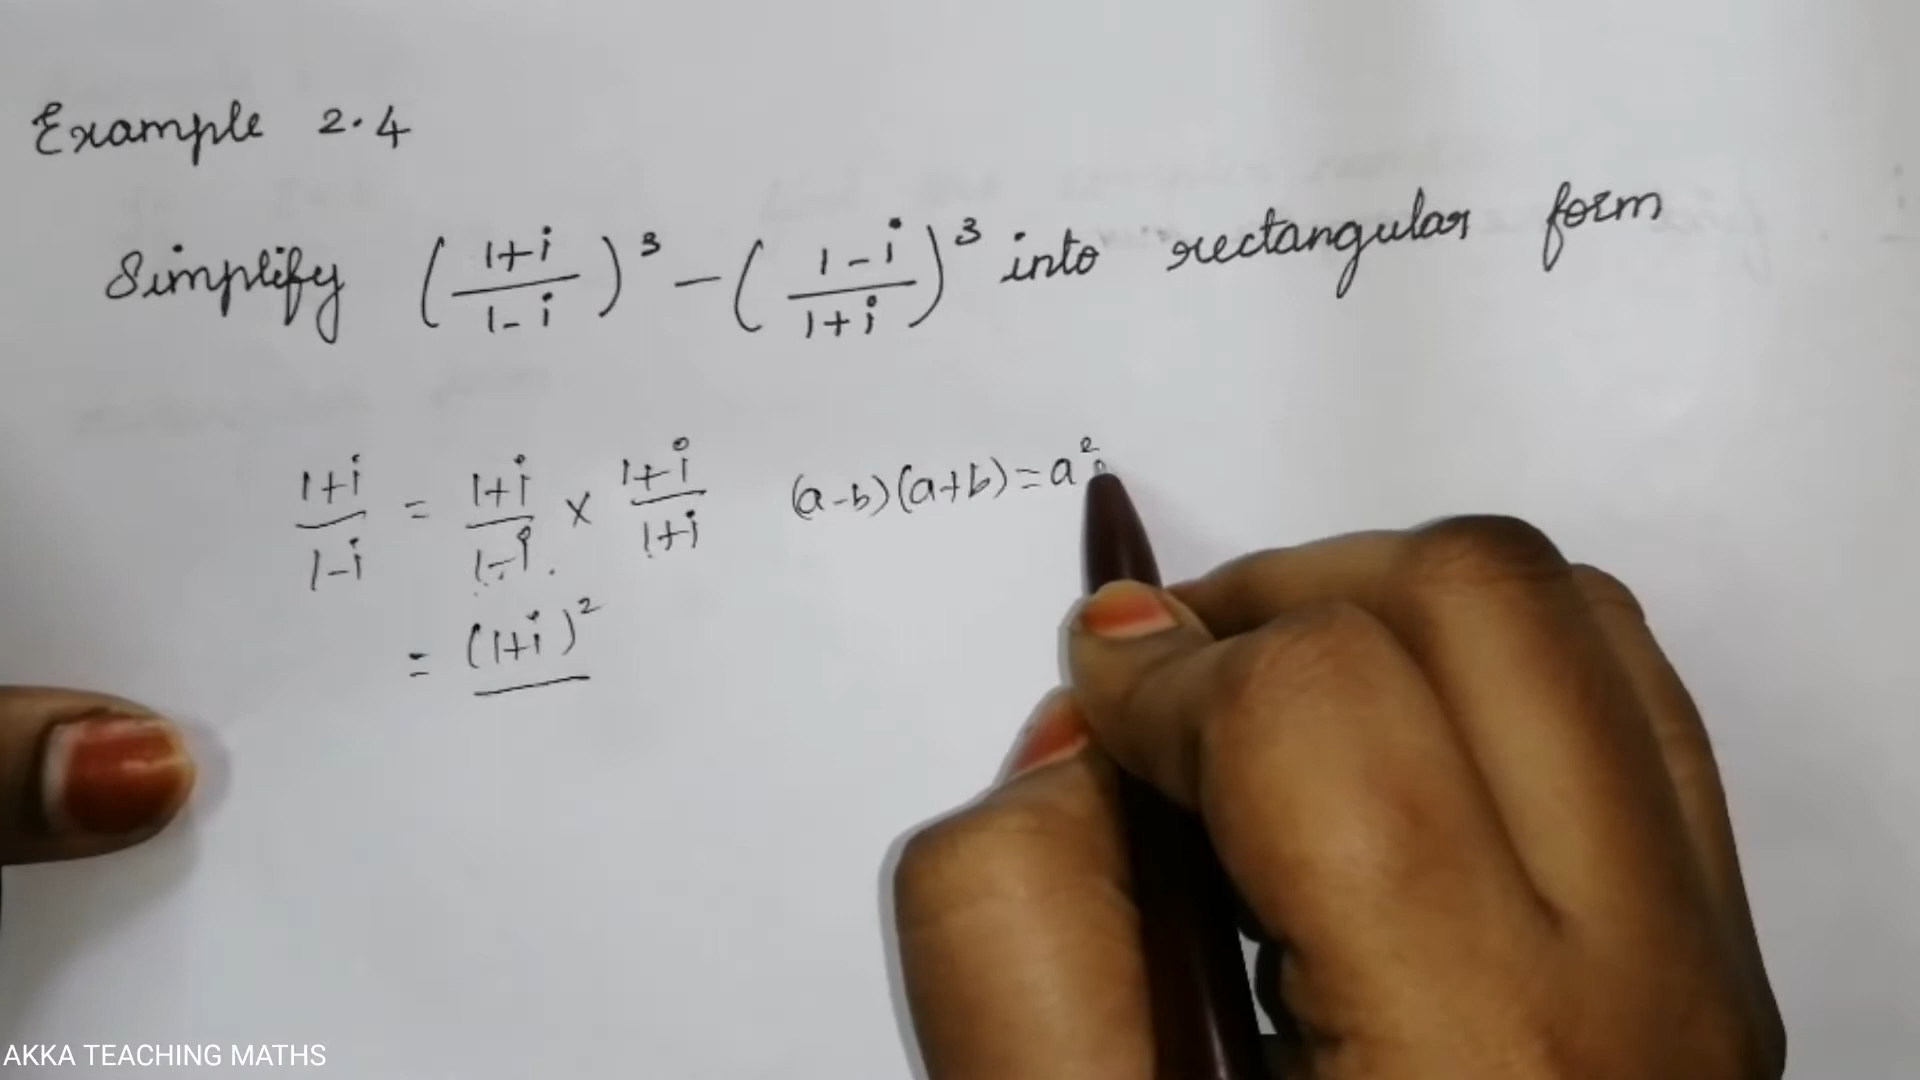 Example 2.4
Simplify ((1+i)/(1-i))³ - ((1-i)/(1+i))³ into rectangular form
(1+i)/(1-i) = (1+i)/(1-i) × (1+i)/(1+i) (a-b)(a+b)=a²
= (1+i)²
AKKA TEACHING MATHS